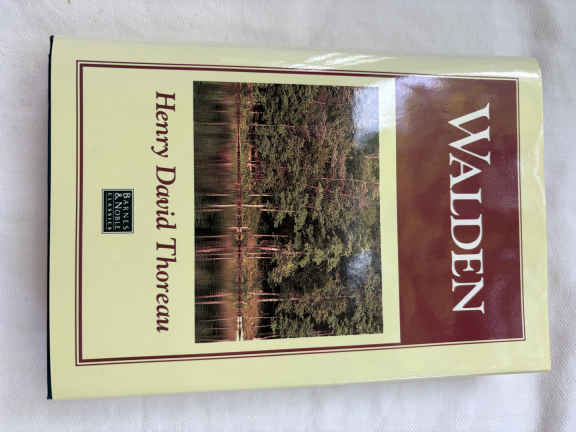 WALDEN
Henry David Thoreau
BARNES
& NOBLE
CLASSICS